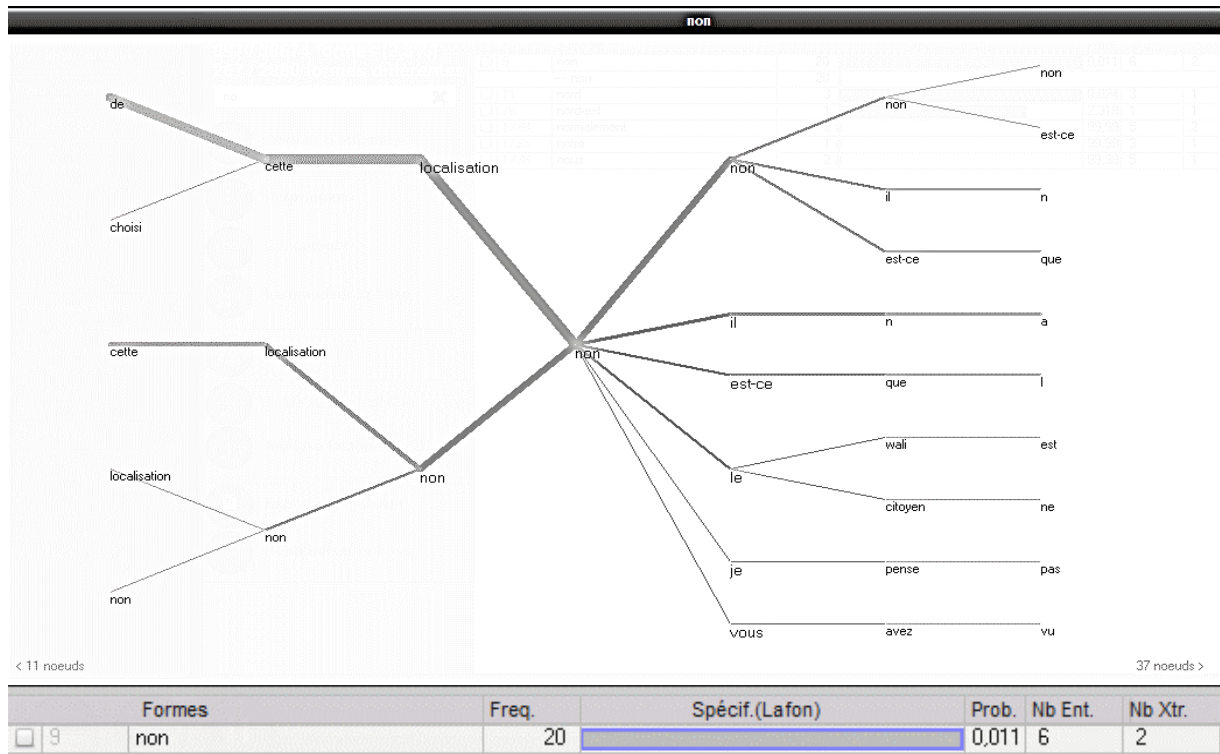 non
non
de
non
est-ce
cette
localisation
non
il
n
choisi
est-ce
que
il
n
a
cette
localisation
non
est-ce
que
l
wali
est
localisation
non
le
citoyen
ne
non
je
pense
pas
non
vous
avez
vu
< 11 noeuds
37 noeuds >
Formes Freq. Spécif.(Lafon) Prob. Nb Ent. Nb Xtr.
9 non 20 0,011 6 2